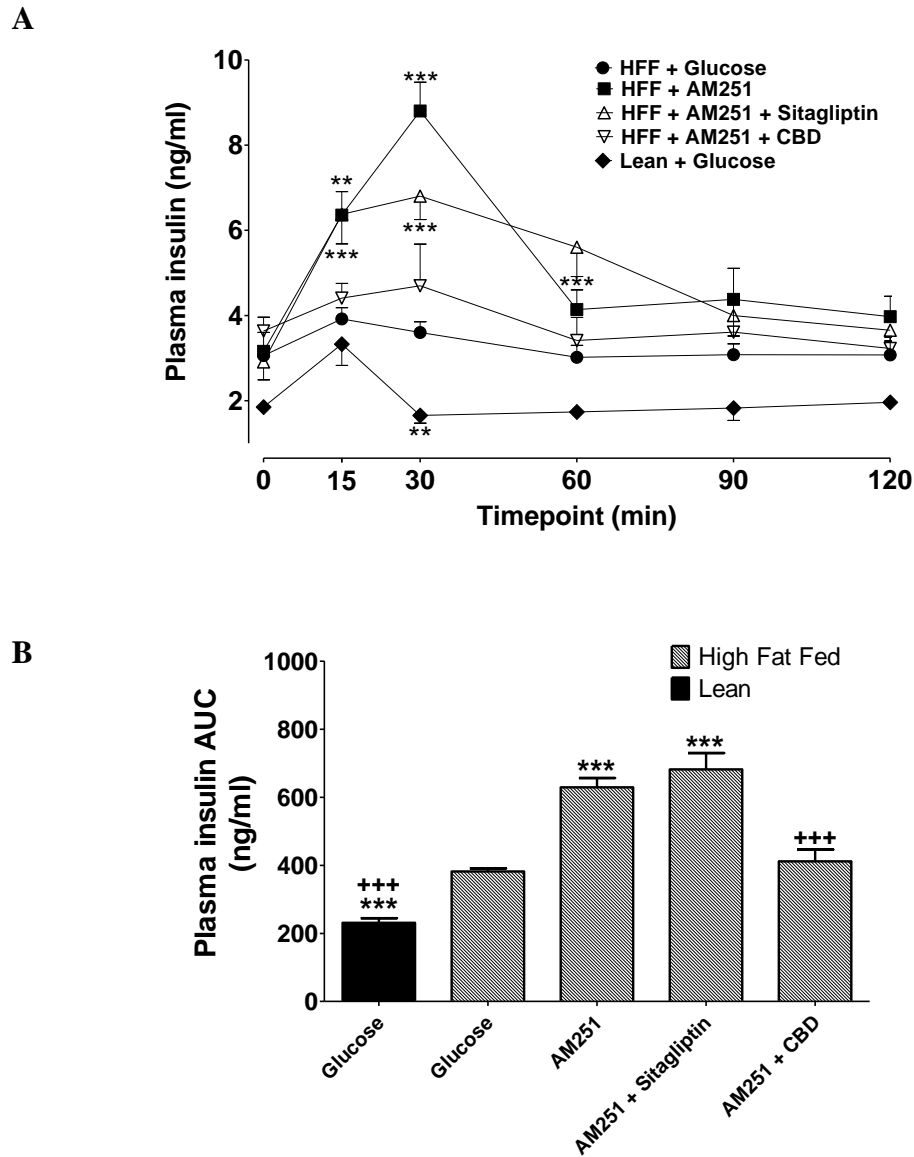 A
10
8
6
4
2
Plasma insulin (ng/ml)
HFF + Glucose
HFF + AM251
HFF + AM251 + Sitagliptin
HFF + AM251 + CBD
Lean + Glucose
***
**
***
***
***
**
0 15 30 60 90 120
Timepoint (min)
B
1000
800
600
400
200
0
Plasma insulin AUC
(ng/ml)
High Fat Fed
Lean
+++
***
***
***
+++
Glucose
Glucose
AM251
AM251 + Sitagliptin
AM251 + CBD